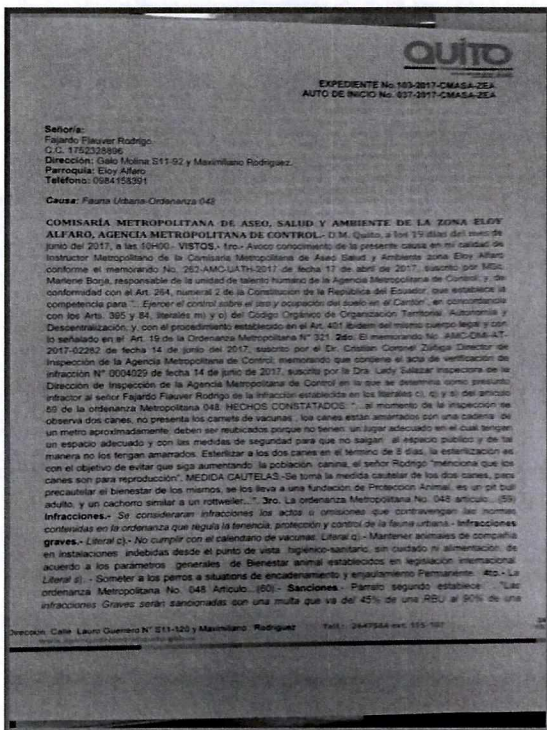 QUITO
EXPEDIENTE No.103-2017-CMASA-ZEA
AUTO DE INICIO No. 037-2017-CMASA-ZEA
Señor/a:
Fajardo Flauver Rodrigo
C.C. 1752328896
Dirección: Galo Molina S11-92 y Maximiliano Rodríguez.
Parroquia: Eloy Alfaro
Teléfono: 0984158391
Causa: Fauna Urbana-Ordenanza 048
COMISARÍA METROPOLITANA DE ASEO, SALUD Y AMBIENTE DE LA ZONA ELOY
ALFARO, AGENCIA METROPOLITANA DE CONTROL.- D.M. Quito, a los 19 días del mes de
junio del 2017, a las 10H00.- VISTOS.- 1ro.- Avoco conocimiento de la presente causa en mi calidad de
Instructor Metropolitano de la Comisaría Metropolitana de Aseo Salud y Ambiente zona Eloy Alfaro
conforme el memorando No. 262-AMC-UATH-2017 de fecha 17 de abril de 2017, suscrito por MSc.
Marlene Borja, responsable de la unidad de talento humano de la Agencia Metropolitana de Control, y, de
conformidad con el Art. 264, numeral 2 de la Constitución de la República del Ecuador, que establece la
competencia para "...Ejercer el control sobre el uso y ocupación del suelo en el Cantón", en concordancia
con los Arts. 395 y 84, literales m) y o) del Código Orgánico de Organización Territorial, Autonomía y
Descentralización, y, con el procedimiento establecido en el Art. 401 ibídem del mismo cuerpo legal y con
lo señalado en el Art. 19 de la Ordenanza Metropolitana N° 321. 2do. El memorando No. AMC-DMI-AT-
2017-02262 de fecha 14 de junio del 2017, suscrito por el Dr. Cristian Coronel Zúñiga Director de
Inspección de la Agencia Metropolitana de Control, memorando que contiene el acta de verificación de
infracción N° 0004029 de fecha 14 de junio de 2017, suscrito por la Dra. Lady Salazar Inspectora de la
Dirección de Inspección de la Agencia Metropolitana de Control en la que se determina como presunto
infractor al señor Fajardo Flauver Rodrigo de la infracción establecida en los literales c), q) y s) del artículo
59 de la ordenanza Metropolitana 048. HECHOS CONSTATADOS: "...al momento de la inspección de
observa dos canes, no presenta los carnets de vacunas, los canes están amarrados con una cadena de
un metro aproximadamente, deben ser reubicados porque no tienen un lugar adecuado en el cual tengan
un espacio adecuado y con las medidas de seguridad para que no salgan al espacio público y de tal
manera no los tengan amarrados. Esterilizar a los dos canes en el término de 8 días, la esterilización es
con el objetivo de evitar que siga aumentando la población canina, el señor Rodrigo "menciona que los
canes son para reproducción". MEDIDA CAUTELAS.-Se toma la medida cautelar de los dos canes, para
precautelar el bienestar de los mismos, se los lleva a una fundación de Protección Animal, es un pit bull
adulto, y un cachorro similar a un rottweiler...". 3ro. La ordenanza Metropolitana No. 048 artículo... (59)
Infracciones.- Se considerarán infracciones los actos u omisiones que contravengan las normas
contenidas en la ordenanza que regula la tenencia, protección y control de la fauna urbana.- Infracciones
graves.- Literal c).- No cumplir con el calendario de vacunas. Literal q).- Mantener animales de compañía
en instalaciones indebidas desde el punto de vista higiénico-sanitario, sin cuidado ni alimentación, de
acuerdo a los parámetros generales de Bienestar animal establecidos en legislación internacional.
Literal s).- Someter a los perros a situations de encadenamiento y enjaulamiento Permanente. 4to.- La
ordenanza Metropolitana No. 048 Artículo.. (60).- Sanciones.- Párrafo segundo establece: "Las
infracciones Graves serán sancionadas con una multa que va del 45% de una RBU al 90% de una
Dirección: Calle Lauro Guerrero N° S11-120 y Maximiliano Rodríguez